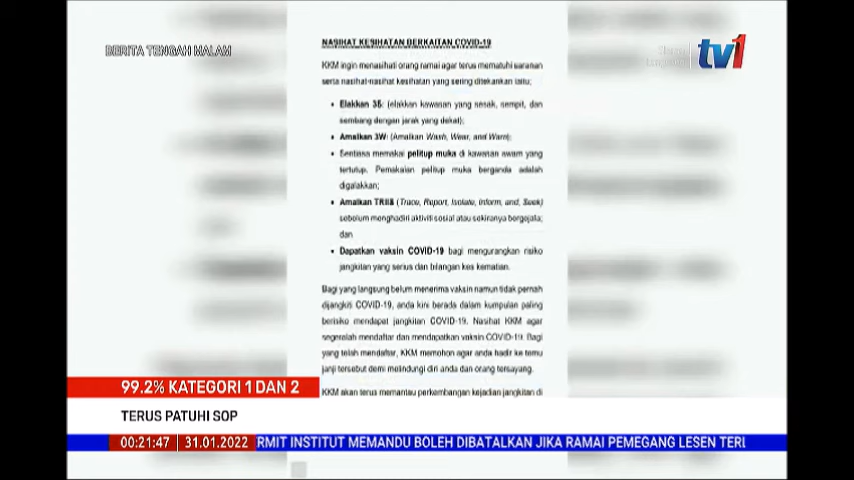 NASIHAT KESIHATAN BERKAITAN COVID-19
BERITA TENGAH MALAM
tv1
KKM ingin menasihati orang ramai agar terus mematuhi saranan
serta nasihat-nasihat kesihatan yang sering ditekankan iaitu;
• Elakkan 3S: (elakkan kawasan yang sesak, sempit, dan
sembang dengan jarak yang dekat);
• Amalkan 3W: (Amalkan Wash, Wear, and Warn);
• Sentiasa memakai pelitup muka di kawasan awam yang
tertutup. Pemakaian pelitup muka berganda adalah
digalakkan;
• Amalkan TRIIS (Trace, Report, Isolate, Inform, and, Seek)
sebelum menghadiri aktiviti sosial atau sekiranya bergejala;
dan
• Dapatkan vaksin COVID-19 bagi mengurangkan risiko
jangkitan yang serius dan bilangan kes kematian.
Bagi yang langsung belum menerima vaksin namun tidak pernah
dijangkiti COVID-19, anda kini berada dalam kumpulan paling
berisiko mendapat jangkitan COVID-19. Nasihat KKM agar
segeralah mendaftar dan mendapatkan vaksin COVID-19. Bagi
yang telah mendaftar, KKM memohon agar anda hadir ke temu
janji tersebut demi melindungi diri anda dan orang tersayang.
KKM akan terus memantau perkembangan kejadian jangkitan di
99.2% KATEGORI 1 DAN 2
TERUS PATUHI SOP
00:21:47 31.01.2022 RMIT INSTITUT MEMANDU BOLEH DIBATALKAN JIKA RAMAI PEMEGANG LESEN TERL